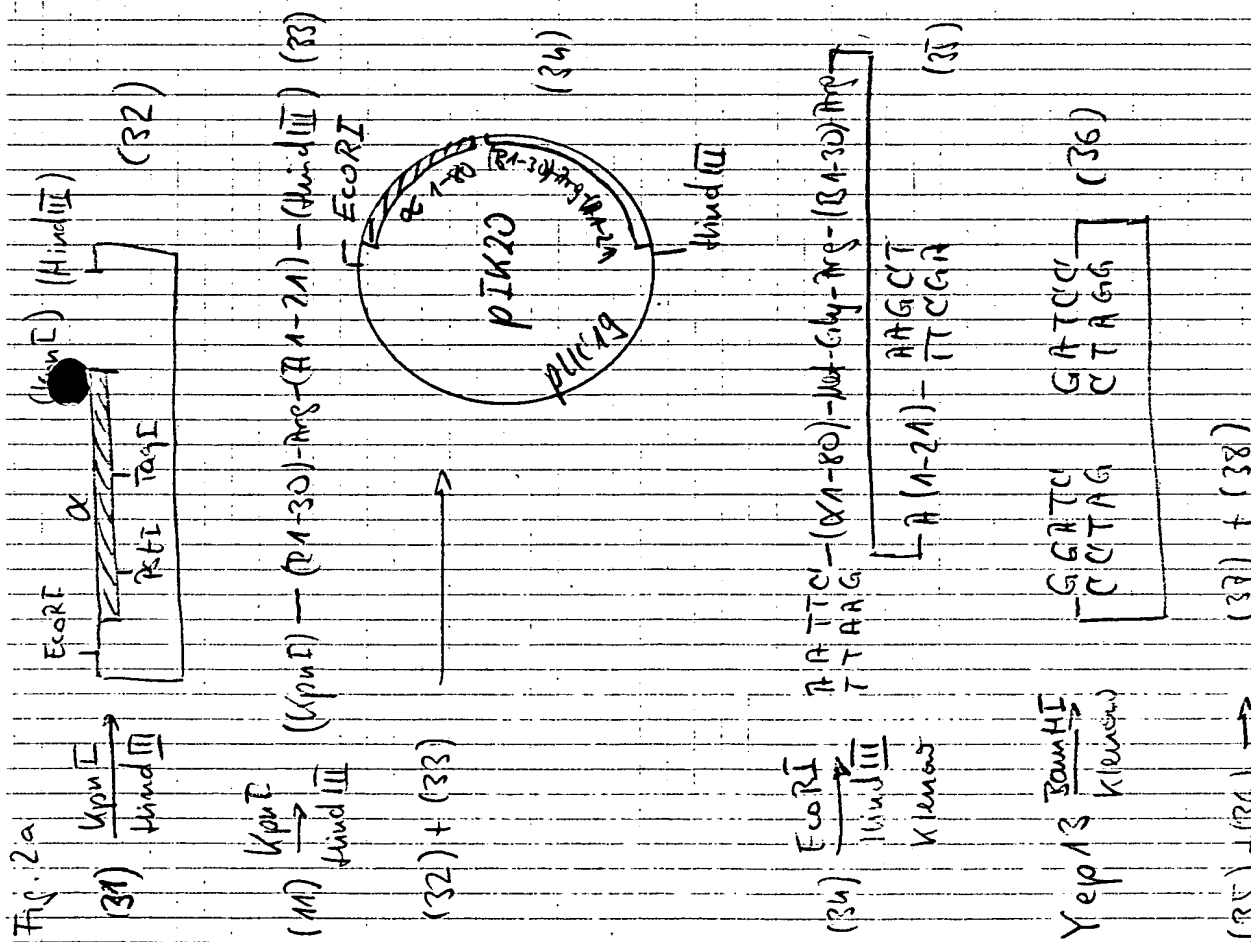 Fig. 2a
(31) KpnI
HindIII
EcoRI
α
PstI
TaqI
(HindIII)
(32)
(11) KpnI
HindIII
(KpnI) — (B1-30)-Arg-(A1-21) — (HindIII) (33)
(32) + (33)
EcoRI
α 1-80
(B1-30)-Arg-
pIK20
pUC19
HindIII
(34)
(34) EcoRI
HindIII
Klenow
AATTC -(α1-80)-Met-Gly-Arg-(B1-30)-Arg
TTAAG
A(1-21)- AAGCT
TTCGA
(35)
Yep13 BamHI
Klenow
GGATC GATCC
CCTAG CTAGG
(36)
(37) + (38)